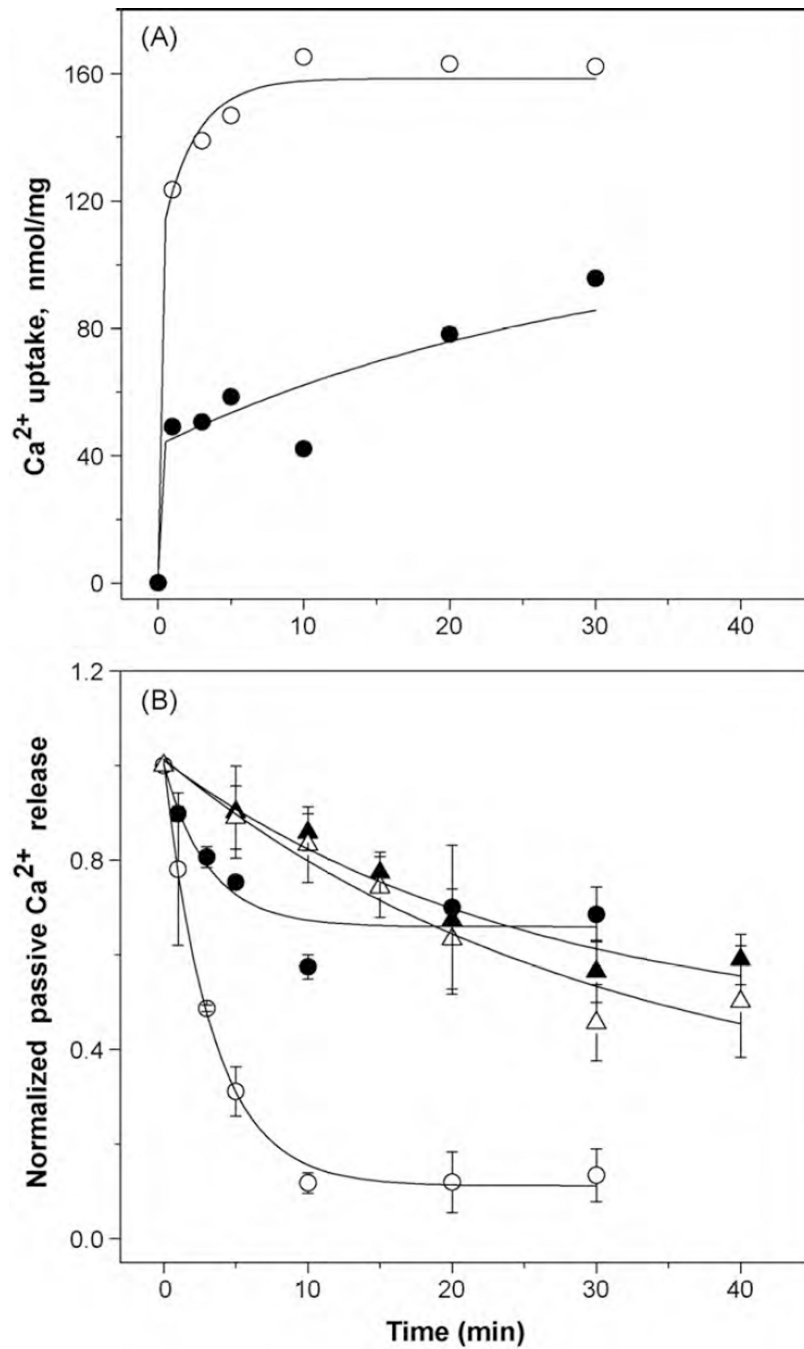 (A)
160
120
80
40
0
Ca²⁺ uptake, nmol/mg
0 10 20 30 40
1.2
(B)
0.8
0.4
0.0
Normalized passive Ca²⁺ release
0 10 20 30 40
Time (min)